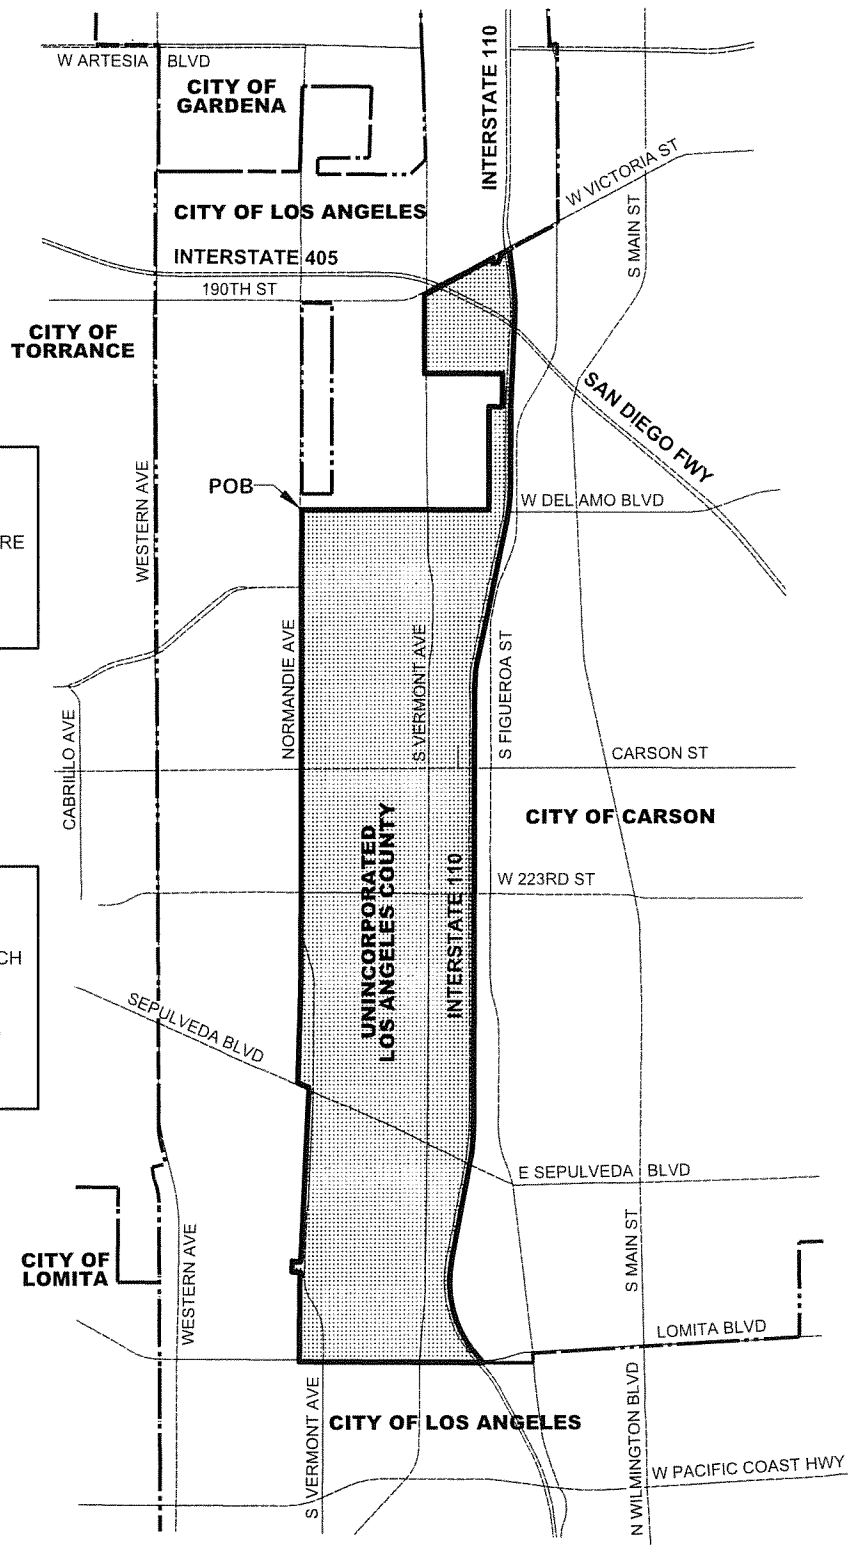 W ARTESIA BLVD
CITY OF
GARDENA
INTERSTATE 110
W VICTORIA ST
S MAIN ST
CITY OF LOS ANGELES
INTERSTATE 405
190TH ST
CITY OF
TORRANCE
SAN DIEGO FWY
WESTERN AVE
POB
W DEL AMO BLVD
RE
NORMANDIE AVE
S VERMONT AVE
S FIGUEROA ST
CABRILLO AVE
CARSON ST
CITY OF CARSON
UNINCORPORATED
LOS ANGELES COUNTY
INTERSTATE 110
W 223RD ST
CH
SEPULVEDA BLVD
E SEPULVEDA BLVD
CITY OF
LOMITA
WESTERN AVE
S MAIN ST
LOMITA BLVD
S VERMONT AVE
CITY OF LOS ANGELES
N WILMINGTON BLVD
W PACIFIC COAST HWY